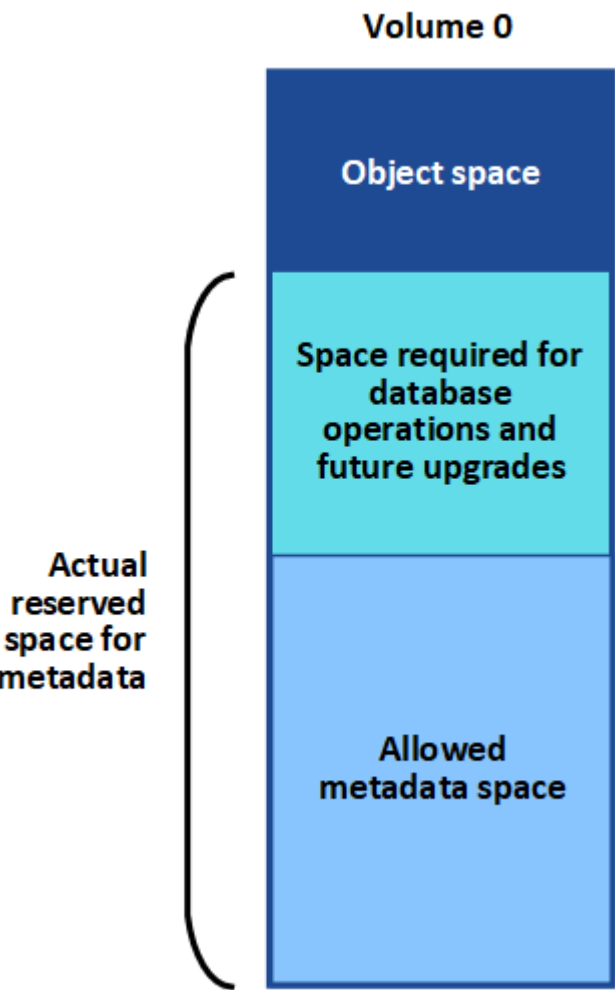 Volume 0
Object space
Space required for
database
operations and
future upgrades
Actual
reserved
space for
metadata
Allowed
metadata space